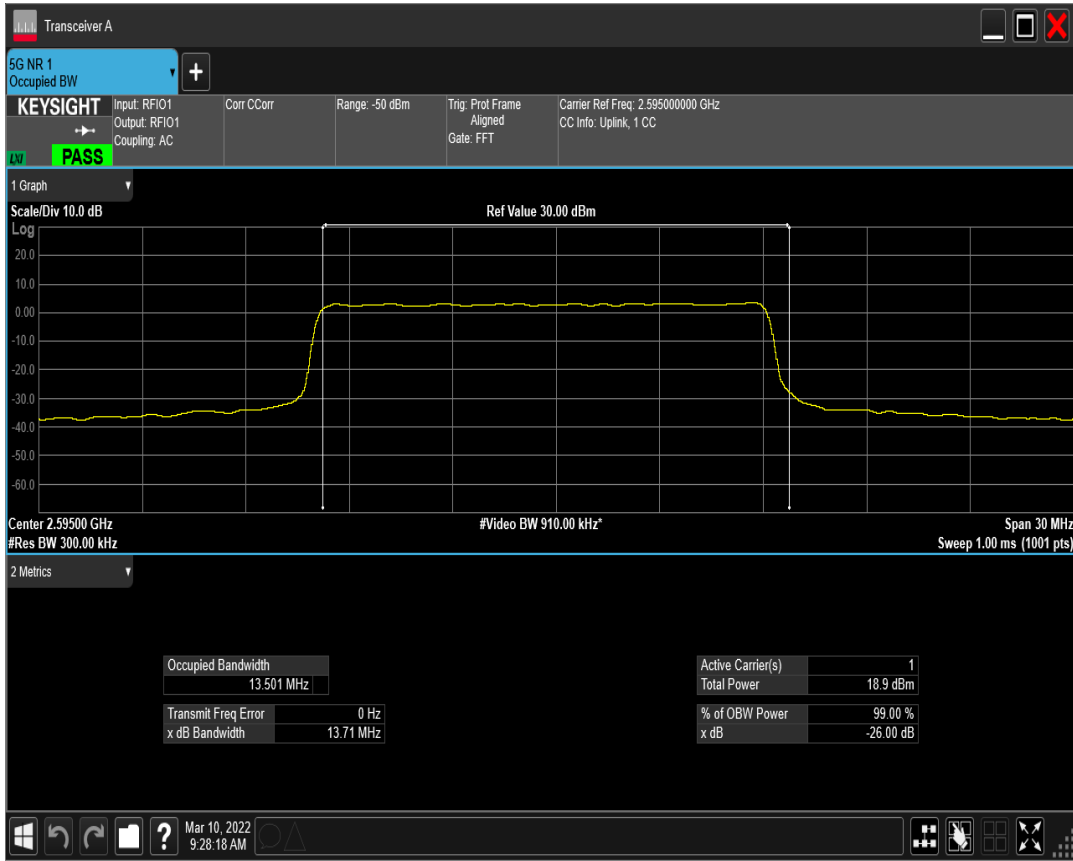 Transceiver A
5G NR 1
Occupied BW
+
KEYSIGHT
LXI
PASS
Input: RFIO1
Output: RFIO1
Coupling: AC
Corr CCorr
Range: -50 dBm
Trig: Prot Frame
Aligned
Gate: FFT
Carrier Ref Freq: 2.595000000 GHz
CC Info: Uplink, 1 CC
1 Graph
Scale/Div 10.0 dB
Ref Value 30.00 dBm
Log
20.0
10.0
0.00
-10.0
-20.0
-30.0
-40.0
-50.0
-60.0
Center 2.59500 GHz
#Video BW 910.00 kHz*
Span 30 MHz
#Res BW 300.00 kHz
Sweep 1.00 ms (1001 pts)
2 Metrics
Occupied Bandwidth
13.501 MHz
Transmit Freq Error 0 Hz
x dB Bandwidth 13.71 MHz
Active Carrier(s) 1
Total Power 18.9 dBm
% of OBW Power 99.00 %
x dB -26.00 dB
?
Mar 10, 2022
9:28:18 AM